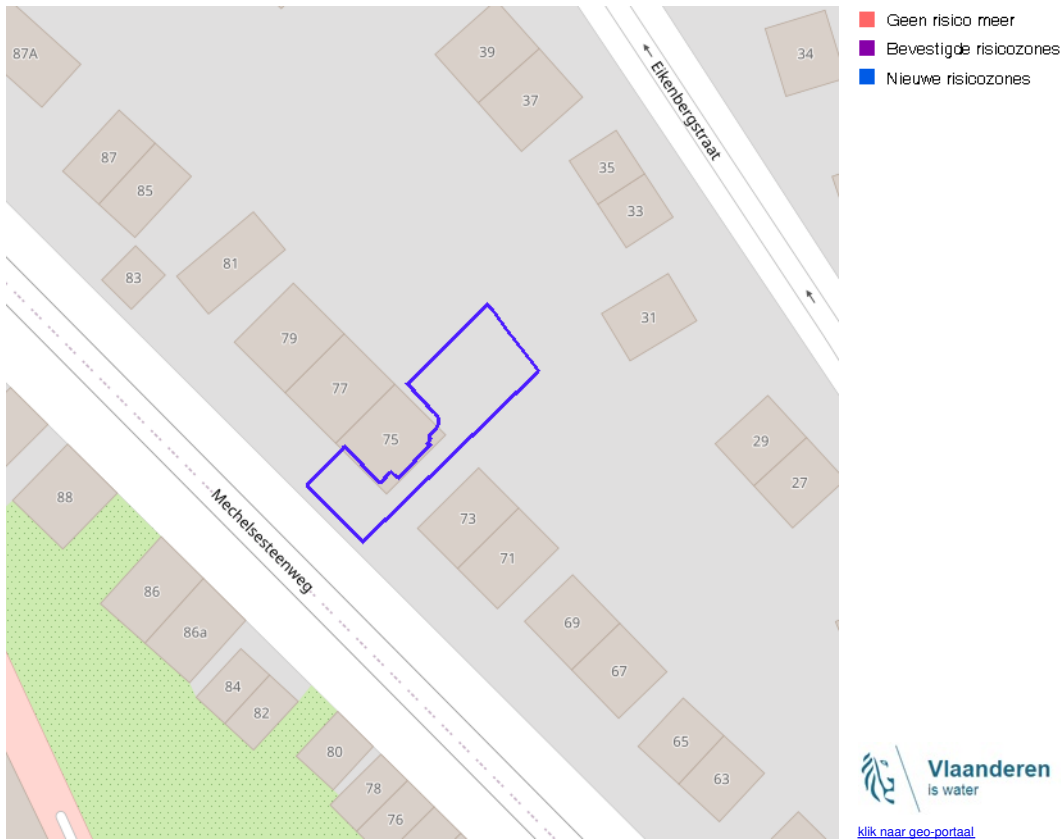 87A
39
37
34
Eikenbergstraat
87
85
35
33
83
81
31
79
77
75
29
27
73
71
88
Mechelsesteenweg
86
86a
69
67
84
82
65
63
80
78
76
Geen risico meer
Bevestigde risicozones
Nieuwe risicozones
Vlaanderen
is water
klik naar geo-portaal